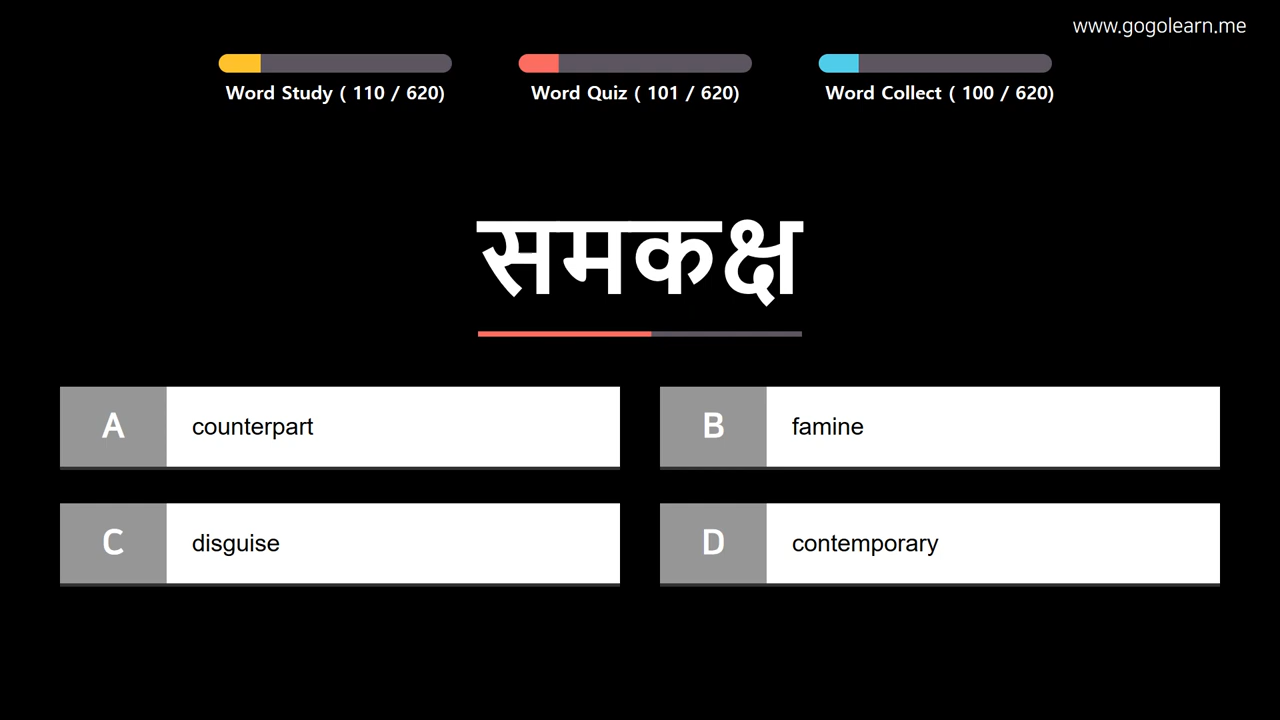 www.gogolearn.me
Word Study ( 110 / 620)
Word Quiz ( 101 / 620)
Word Collect ( 100 / 620)
समकक्ष
A counterpart
B famine
C disguise
D contemporary